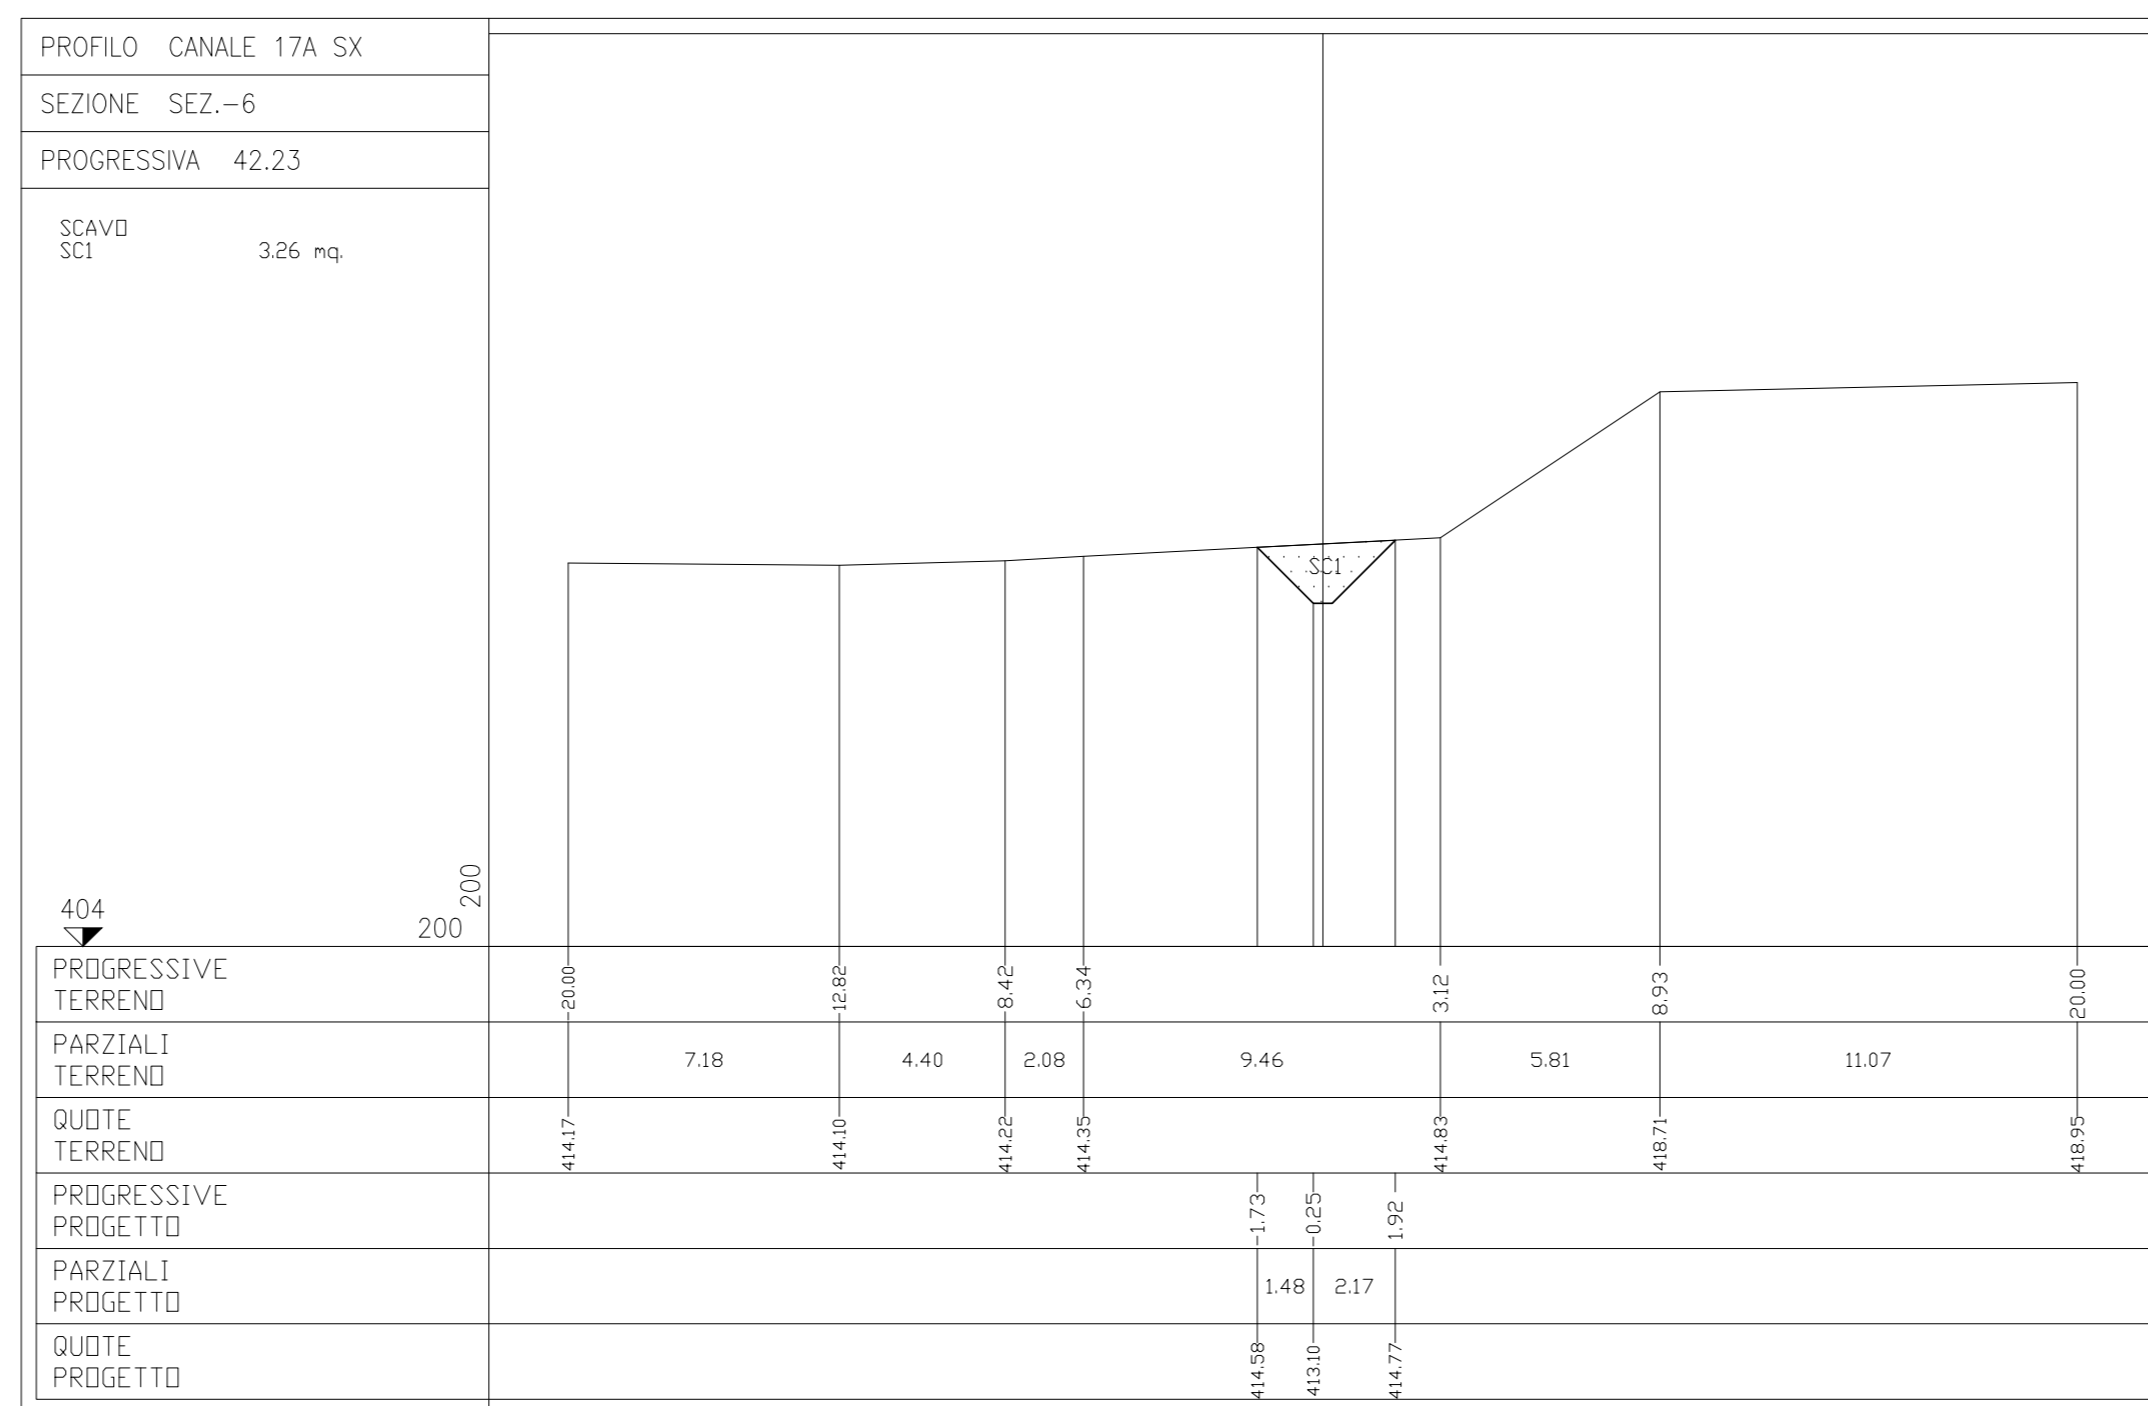 PROFILO CANALE 17A SX
SEZIONE SEZ.-6
PROGRESSIVA 42.23
SCAVO
SC1 3.26 mq.
SC1
200
404
200
PROGRESSIVE
TERRENO
-20.00 -12.82 -8.42 -6.34 3.12 8.93 20.00
PARZIALI
TERRENO
7.18 4.40 2.08 9.46 5.81 11.07
QUOTE
TERRENO
414.17 414.10 414.22 414.35 414.83 418.71 418.95
PROGRESSIVE
PROGETTO
-1.73 -0.25 1.92
PARZIALI
PROGETTO
1.48 2.17
QUOTE
PROGETTO
414.58 413.10 414.77